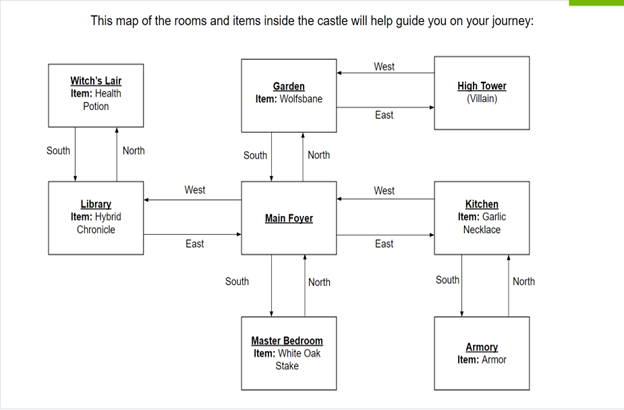 This map of the rooms and items inside the castle will help guide you on your journey:
Witch's Lair
Item: Health
Potion
Garden
Item: Wolfsbane
West
East
High Tower
(Villain)
South
North
South
North
Library
Item: Hybrid
Chronicle
West
East
Main Foyer
West
East
Kitchen
Item: Garlic
Necklace
South
North
South
North
Master Bedroom
Item: White Oak
Stake
Armory
Item: Armor